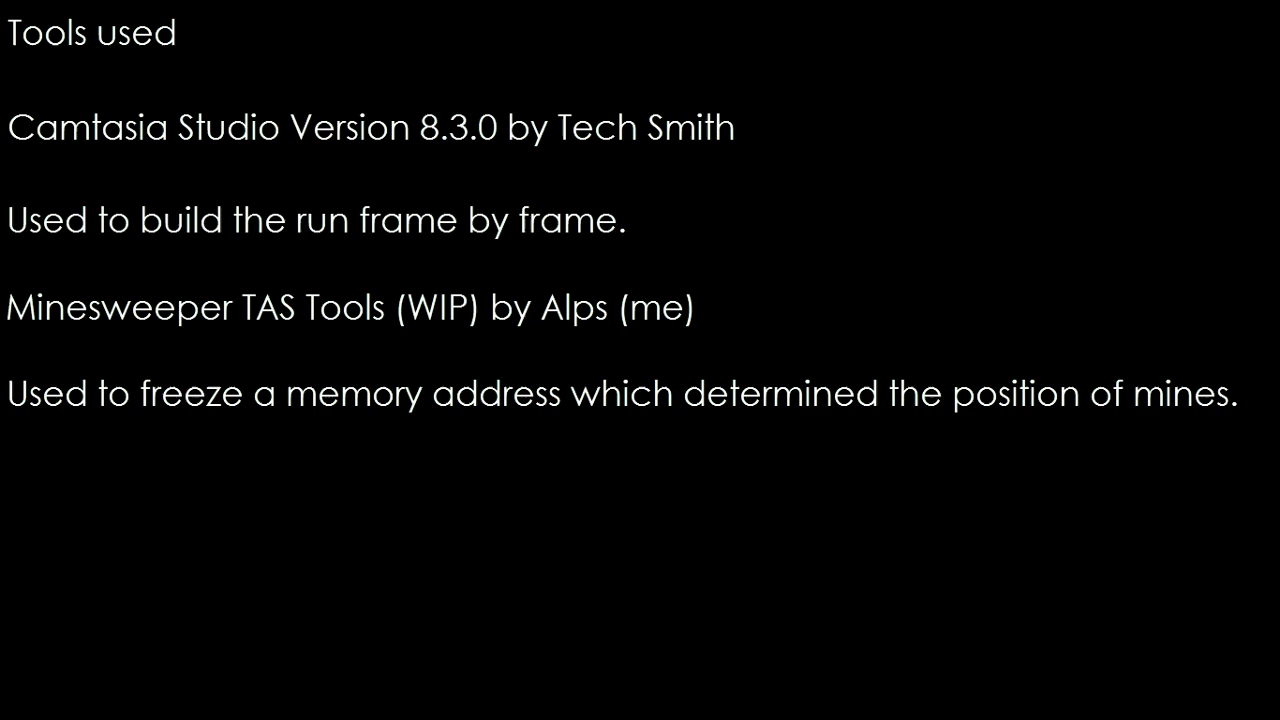 Tools used
Camtasia Studio Version 8.3.0 by Tech Smith
Used to build the run frame by frame.
Minesweeper TAS Tools (WIP) by Alps (me)
Used to freeze a memory address which determined the position of mines.